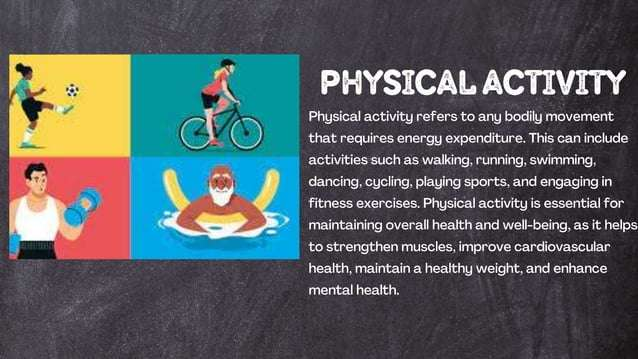 PHYSICAL ACTIVITY
Physical activity refers to any bodily movement
that requires energy expenditure. This can include
activities such as walking, running, swimming,
dancing, cycling, playing sports, and engaging in
fitness exercises. Physical activity is essential for
maintaining overall health and well-being, as it helps
to strengthen muscles, improve cardiovascular
health, maintain a healthy weight, and enhance
mental health.